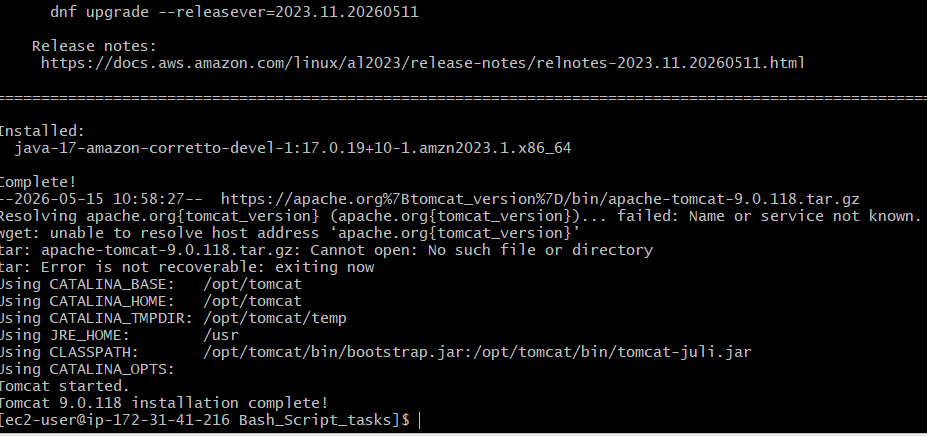 dnf upgrade --releasever=2023.11.20260511
Release notes:
https://docs.aws.amazon.com/linux/al2023/release-notes/relnotes-2023.11.20260511.html
================================================================================================
Installed:
java-17-amazon-corretto-devel-1:17.0.19+10-1.amzn2023.1.x86_64
Complete!
--2026-05-15 10:58:27-- https://apache.org%7Btomcat_version%7D/bin/apache-tomcat-9.0.118.tar.gz
Resolving apache.org{tomcat_version} (apache.org{tomcat_version})... failed: Name or service not known.
wget: unable to resolve host address ‘apache.org{tomcat_version}’
tar: apache-tomcat-9.0.118.tar.gz: Cannot open: No such file or directory
tar: Error is not recoverable: exiting now
Using CATALINA_BASE: /opt/tomcat
Using CATALINA_HOME: /opt/tomcat
Using CATALINA_TMPDIR: /opt/tomcat/temp
Using JRE_HOME: /usr
Using CLASSPATH: /opt/tomcat/bin/bootstrap.jar:/opt/tomcat/bin/tomcat-juli.jar
Using CATALINA_OPTS:
Tomcat started.
Tomcat 9.0.118 installation complete!
[ec2-user@ip-172-31-41-216 Bash_Script_tasks]$